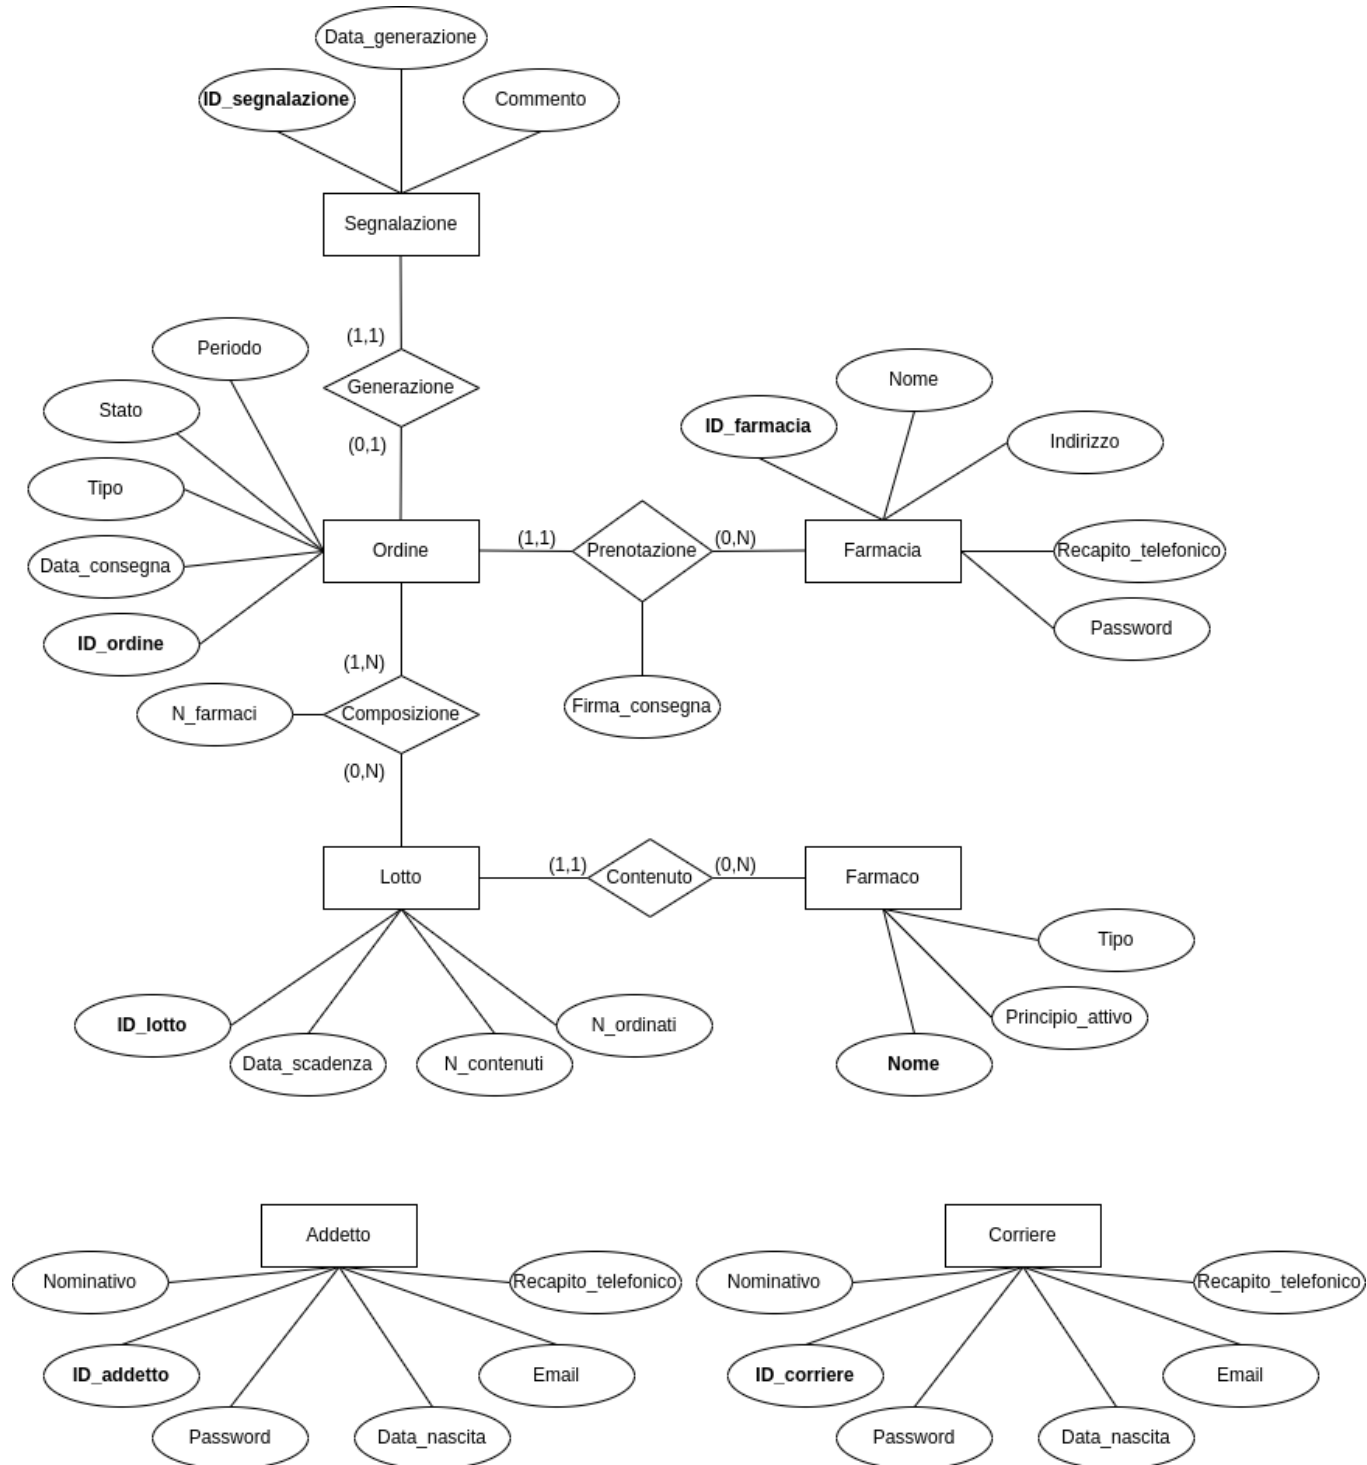 Data_generazione
ID_segnalazione
Commento
Segnalazione
(1,1)
Generazione
(0,1)
Periodo
Stato
Tipo
Data_consegna
ID_ordine
Ordine
(1,1)
Prenotazione
(0,N)
Firma_consegna
Nome
ID_farmacia
Indirizzo
Farmacia
Recapito_telefonico
Password
(1,N)
N_farmaci
Composizione
(0,N)
Lotto
(1,1)
Contenuto
(0,N)
Farmaco
Tipo
Principio_attivo
Nome
ID_lotto
Data_scadenza
N_contenuti
N_ordinati
Addetto
Nominativo
Recapito_telefonico
ID_addetto
Email
Password
Data_nascita
Corriere
Nominativo
Recapito_telefonico
ID_corriere
Email
Password
Data_nascita